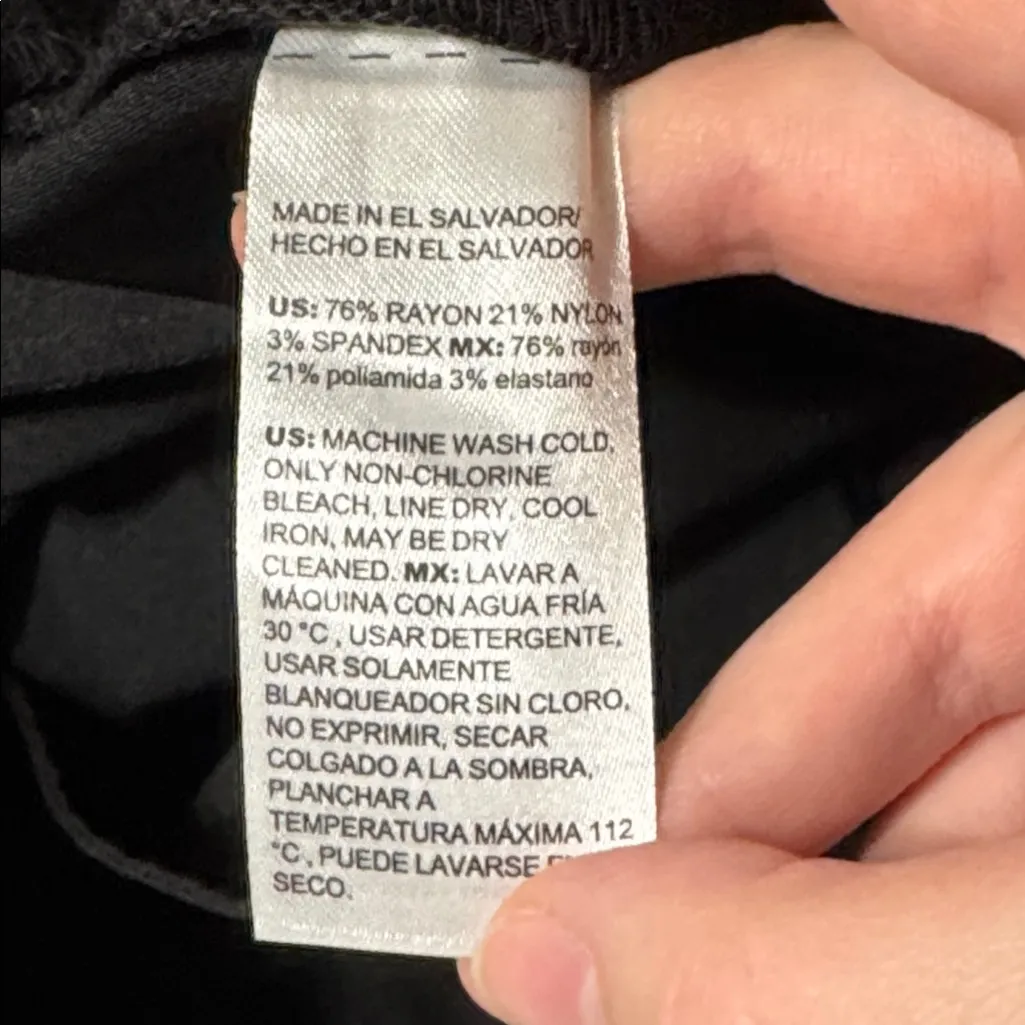 MADE IN EL SALVADOR/
HECHO EN EL SALVADOR
US: 76% RAYON 21% NYLON
3% SPANDEX MX: 76% rayón
21% poliamida 3% elastano
US: MACHINE WASH COLD,
ONLY NON-CHLORINE
BLEACH, LINE DRY, COOL
IRON, MAY BE DRY
CLEANED. MX: LAVAR A
MÁQUINA CON AGUA FRÍA
30 °C , USAR DETERGENTE,
USAR SOLAMENTE
BLANQUEADOR SIN CLORO,
NO EXPRIMIR, SECAR
COLGADO A LA SOMBRA,
PLANCHAR A
TEMPERATURA MÁXIMA 112
°C , PUEDE LAVARSE
SECO.